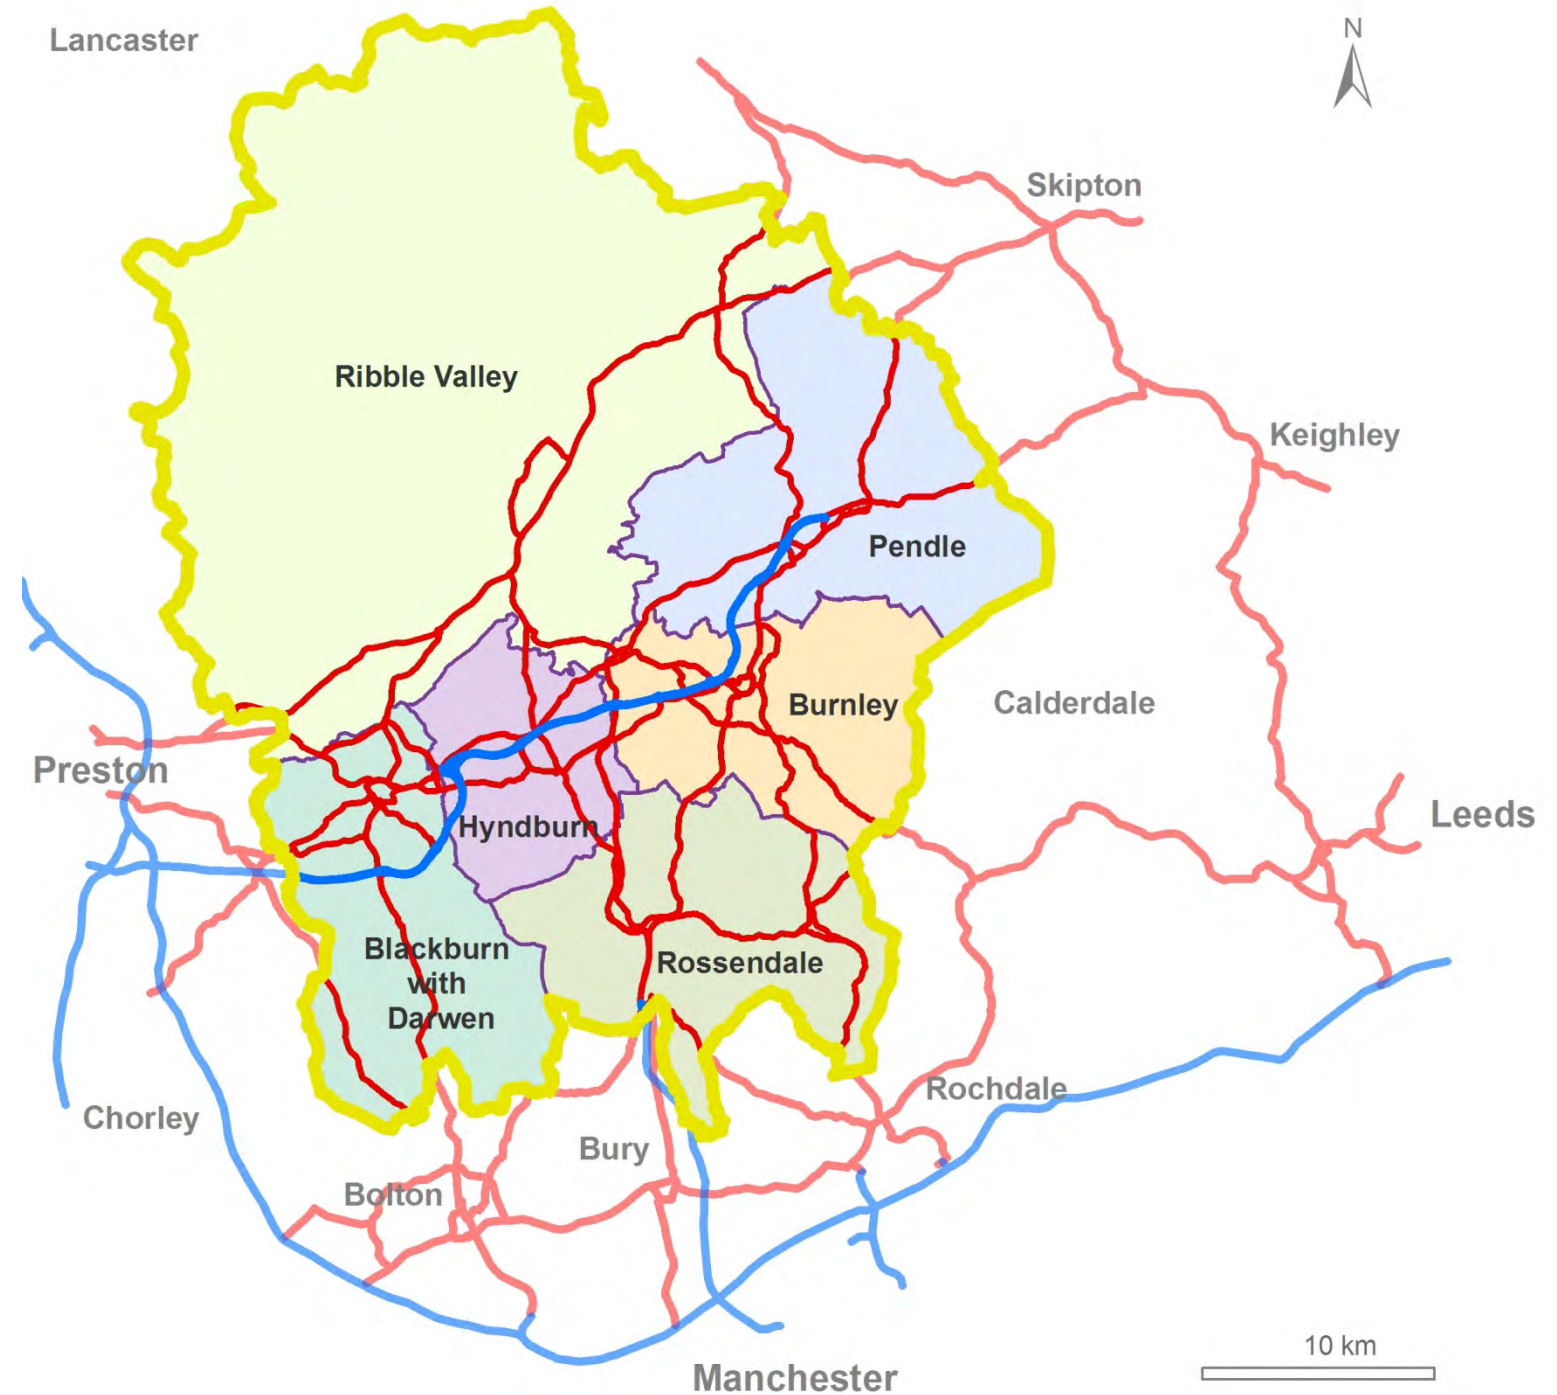 Lancaster
N
Skipton
Ribble Valley
Keighley
Pendle
Calderdale
Burnley
Preston
Leeds
Hyndburn
Blackburn
with
Darwen
Rossendale
Rochdale
Chorley
Bury
Bolton
10 km
Manchester